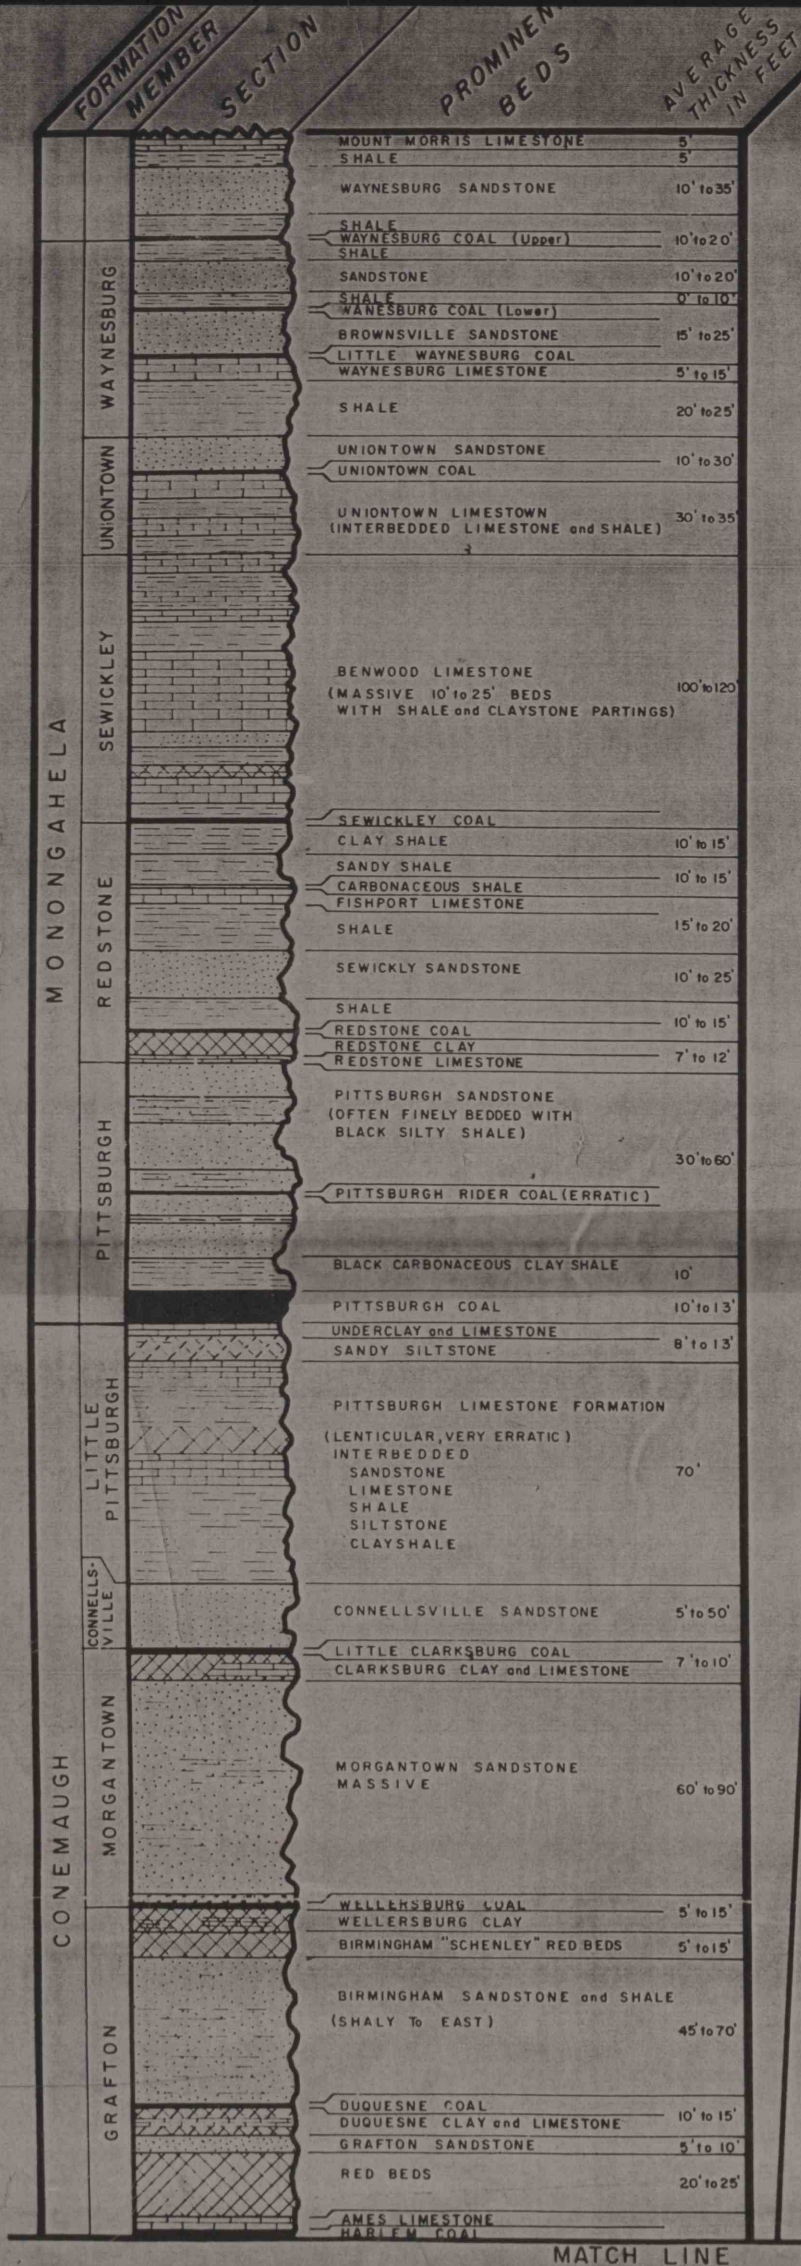 FORMATION
MEMBER
SECTION
PROMINENT BEDS
AVERAGE THICKNESS IN FEET
MOUNT MORRIS LIMESTONE 5'
SHALE 5'
WAYNESBURG SANDSTONE 10' to 35'
SHALE
WAYNESBURG COAL (Upper) 10' to 20'
SHALE
WAYNESBURG
SANDSTONE 10' to 20'
SHALE 0' to 10'
WANESBURG COAL (Lower)
BROWNSVILLE SANDSTONE 15' to 25'
LITTLE WAYNESBURG COAL
WAYNESBURG LIMESTONE 5' to 15'
SHALE 20' to 25'
UNIONTOWN
UNIONTOWN SANDSTONE 10' to 30'
UNIONTOWN COAL
UNIONTOWN LIMESTOWN 30' to 35'
(INTERBEDDED LIMESTONE and SHALE)
MONONGAHELA
SEWICKLEY
BENWOOD LIMESTONE 100' to 120'
(MASSIVE 10' to 25' BEDS
WITH SHALE and CLAYSTONE PARTINGS)
SEWICKLEY COAL
REDSTONE
CLAY SHALE 10' to 15'
SANDY SHALE 10' to 15'
CARBONACEOUS SHALE
FISHPORT LIMESTONE
SHALE 15' to 20'
SEWICKLY SANDSTONE 10' to 25'
SHALE 10' to 15'
REDSTONE COAL
REDSTONE CLAY 7' to 12'
REDSTONE LIMESTONE
PITTSBURGH
PITTSBURGH SANDSTONE
(OFTEN FINELY BEDDED WITH
BLACK SILTY SHALE)
30' to 60'
PITTSBURGH RIDER COAL (ERRATIC)
BLACK CARBONACEOUS CLAY SHALE 10'
PITTSBURGH COAL 10' to 13'
UNDERCLAY and LIMESTONE 8' to 13'
SANDY SILTSTONE
LITTLE PITTSBURGH
PITTSBURGH LIMESTONE FORMATION
(LENTICULAR, VERY ERRATIC)
INTERBEDDED
SANDSTONE 70'
LIMESTONE
SHALE
SILTSTONE
CLAYSHALE
CONNELLS-
VILLE
CONNELLSVILLE SANDSTONE 5' to 50'
LITTLE CLARKSBURG COAL 7' to 10'
CLARKSBURG CLAY and LIMESTONE
CONEMAUGH
MORGANTOWN
MORGANTOWN SANDSTONE
MASSIVE 60' to 90'
WELLERSBURG COAL 5' to 15'
WELLERSBURG CLAY
BIRMINGHAM "SCHENLEY" RED BEDS 5' to 15'
GRAFTON
BIRMINGHAM SANDSTONE and SHALE
(SHALY To EAST) 45' to 70'
DUQUESNE COAL 10' to 15'
DUQUESNE CLAY and LIMESTONE
GRAFTON SANDSTONE 5' to 10'
RED BEDS 20' to 25'
AMES LIMESTONE
HARLEM COAL
MATCH LINE